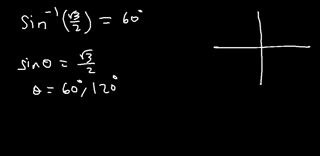 sin⁻¹(√3/2) = 60°
sinθ = √3/2
θ = 60°, 120°